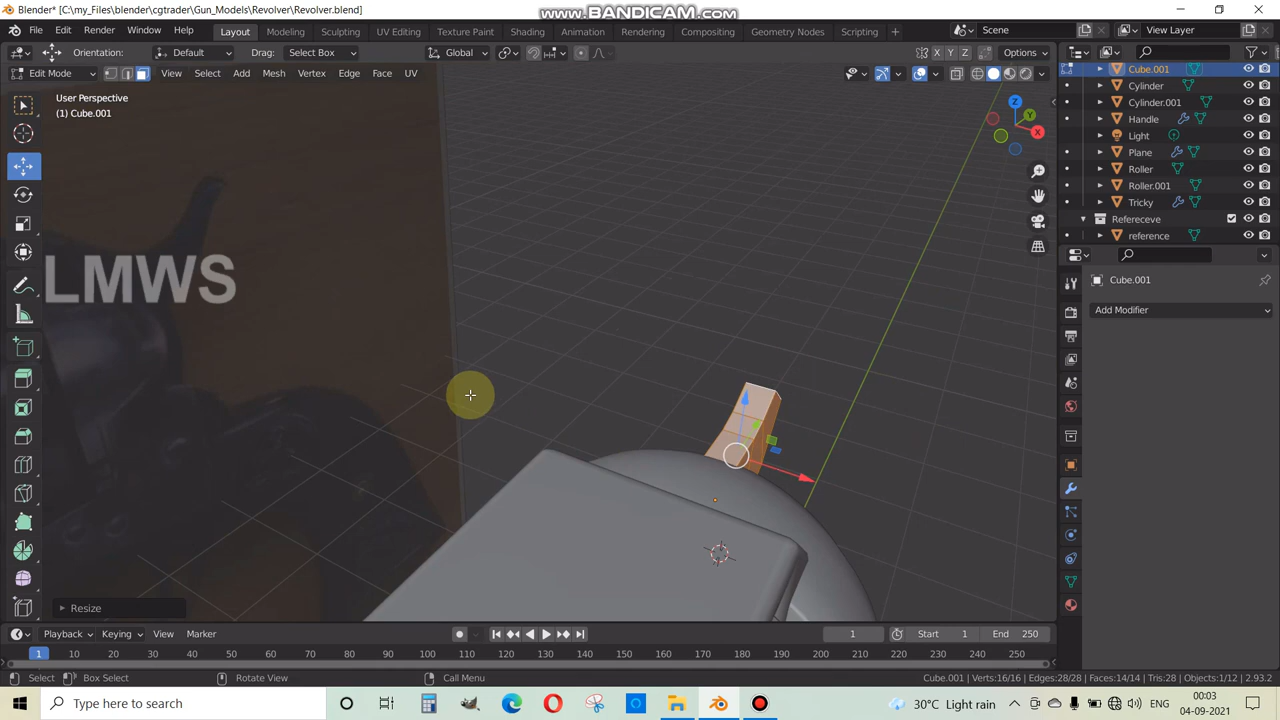 Blender* [C:\my_Files\blender\cgtrader\Gun_Models\Revolver\Revolver.blend]
www.BANDICAM.com
File Edit Render Window Help Layout Modeling Sculpting UV Editing Texture Paint Shading Animation Rendering Compositing Geometry Nodes Scripting + Scene View Layer
Orientation: Default Drag: Select Box Global X Y Z Options
Edit Mode View Select Add Mesh Vertex Edge Face UV
User Perspective
(1) Cube.001
Z
Y
X
Cube.001
Cylinder
Cylinder.001
Handle
Light
Plane
Roller
Roller.001
Tricky
Refereceve
reference
Cube.001
Add Modifier
LMWS
Resize
Playback Keying View Marker 1 Start 1 End 250
1 10 20 30 40 50 60 70 80 90 100 110 120 130 140 150 160 170 180 190 200 210 220 230 240 250
Select Box Select Rotate View Call Menu Cube.001 | Verts:16/16 | Edges:28/28 | Faces:14/14 | Tris:28 | Objects:1/12 | 2.93.2
Type here to search 30°C Light rain ENG 00:03
04-09-2021